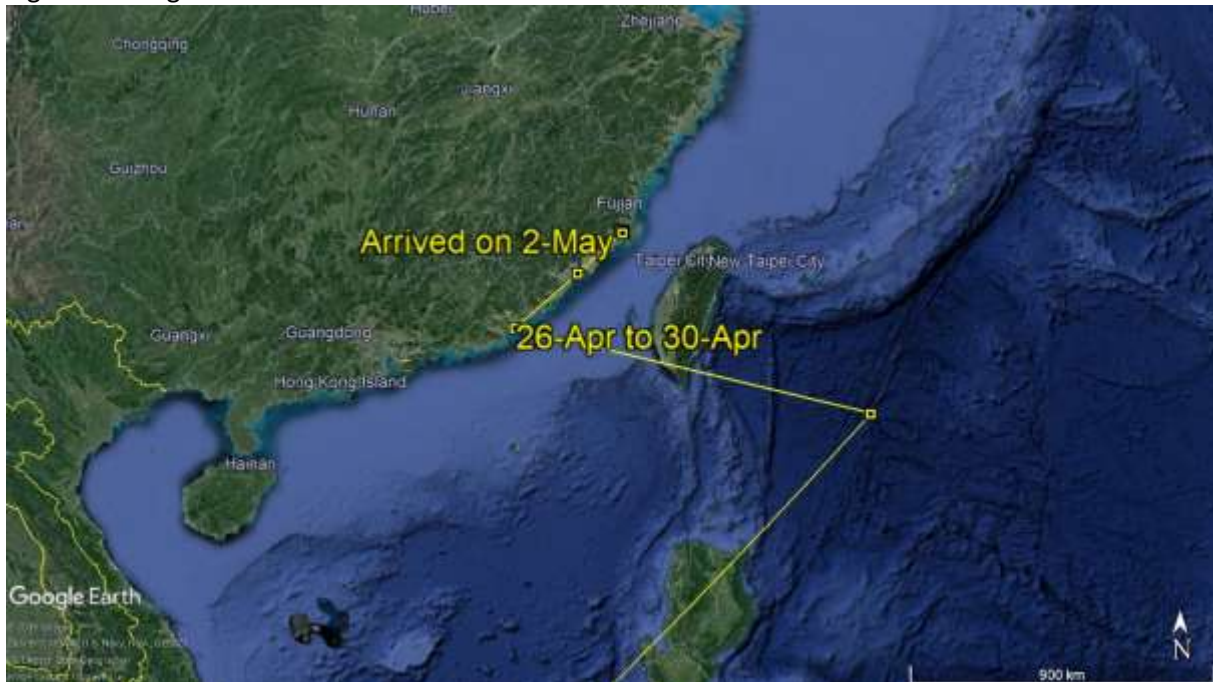 Hubei
Zhejiang
Chongqing
Jiangxi
Hunan
Guizhou
Fujian
Arrived on 2-May
Taipei City New Taipei City
26-Apr to 30-Apr
Guangxi
Guangdong
Hong Kong Island
Hainan
Google Earth
N
900 km